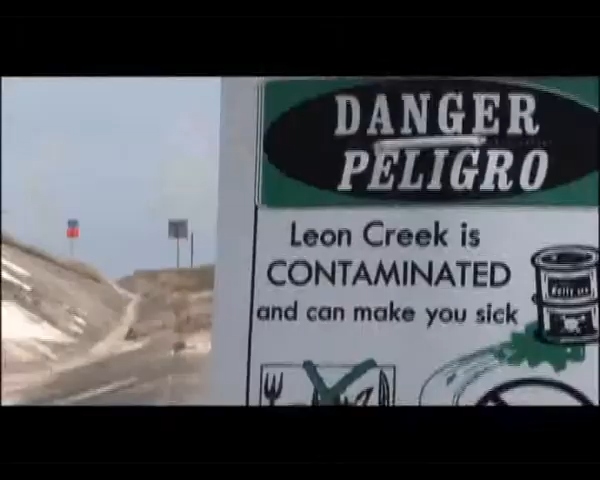 DANGER
PELIGRO
Leon Creek is
CONTAMINATED
and can make you sick